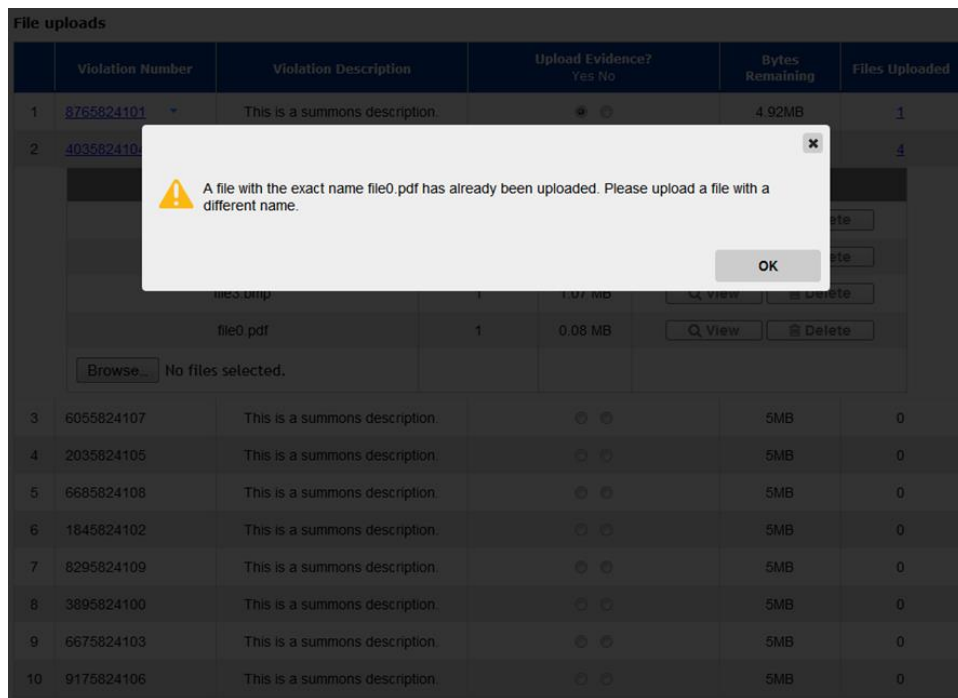 File uploads
Violation Number Violation Description Upload Evidence? Bytes Files Uploaded
Yes No Remaining
1 8765824101 This is a summons description. 4.92MB 1
2 4
A file with the exact name file0.pdf has already been uploaded. Please upload a file with a
different name.
OK
file3.bmp 1 1.07 MB View Delete
file0.pdf 1 0.08 MB View Delete
Browse.. No files selected.
3 6055824107 This is a summons description. 5MB 0
4 2035824105 This is a summons description. 5MB 0
5 6685824108 This is a summons description. 5MB 0
6 1845824102 This is a summons description. 5MB 0
7 8295824109 This is a summons description. 5MB 0
8 3895824100 This is a summons description. 5MB 0
9 6675824103 This is a summons description. 5MB 0
10 9175824106 This is a summons description. 5MB 0